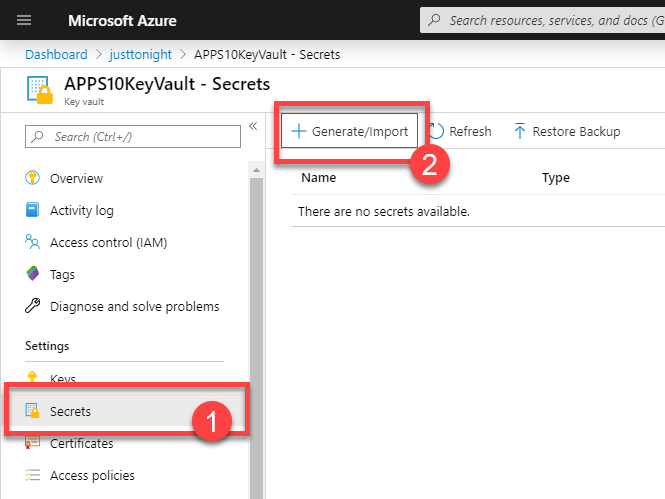 Microsoft Azure
Search resources, services, and docs (G
Dashboard > justtonight > APPS10KeyVault - Secrets
APPS10KeyVault - Secrets
Key vault
Search (Ctrl+/)
«
+ Generate/Import
Refresh
Restore Backup
2
Name
Type
There are no secrets available.
Overview
Activity log
Access control (IAM)
Tags
Diagnose and solve problems
Settings
Keys
Secrets
1
Certificates
Access policies